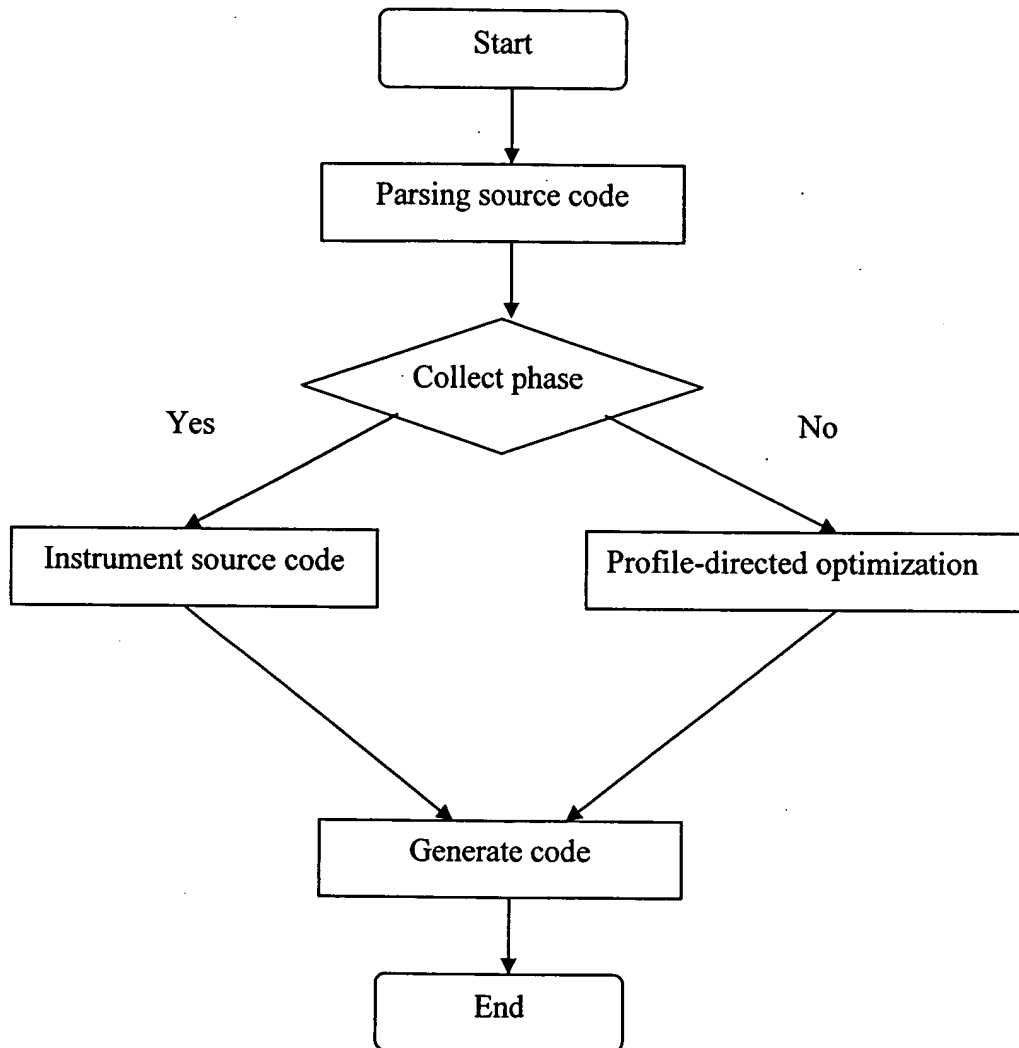 Start
Parsing source code
Collect phase
Yes
No
Instrument source code
Profile-directed optimization
Generate code
End